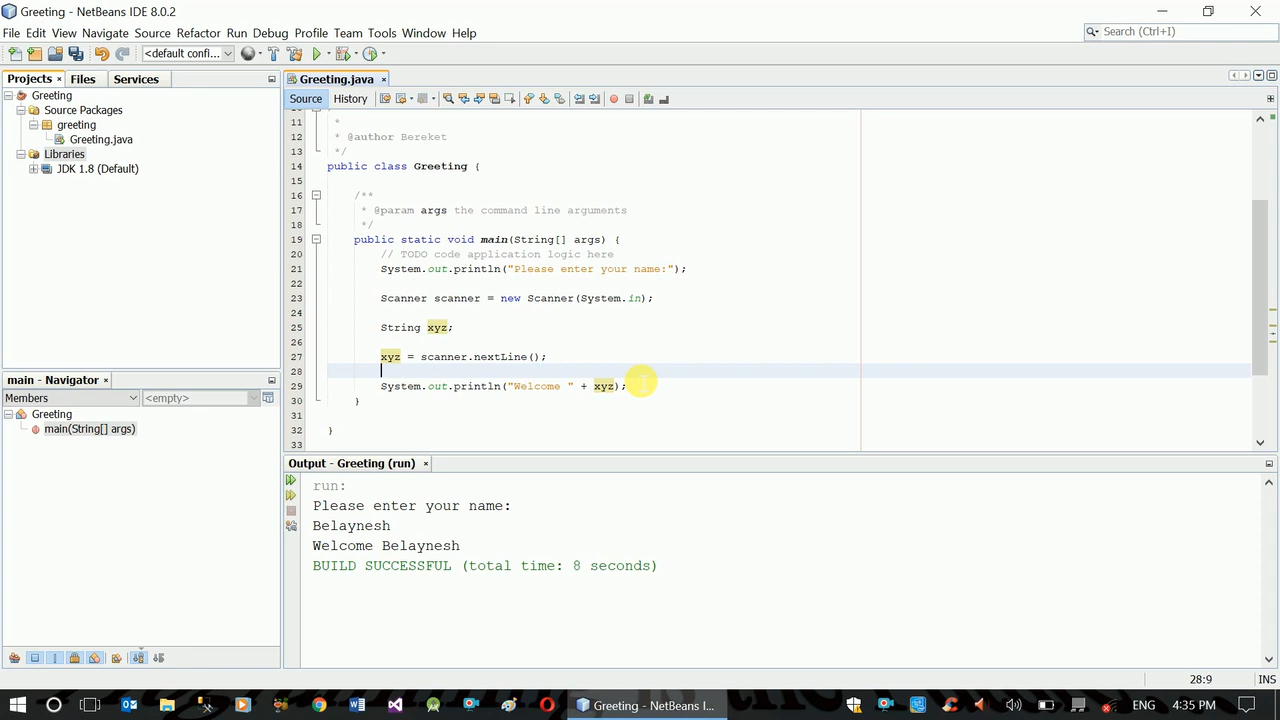 Greeting - NetBeans IDE 8.0.2
File Edit View Navigate Source Refactor Run Debug Profile Team Tools Window Help
Search (Ctrl+I)
<default confi...
Projects
Files
Services
Greeting
Source Packages
greeting
Greeting.java
Libraries
JDK 1.8 (Default)
Greeting.java
Source
History
11 *
12 * @author Bereket
13 */
14 public class Greeting {
15
16 /**
17 * @param args the command line arguments
18 */
19 public static void main(String[] args) {
20 // TODO code application logic here
21 System.out.println("Please enter your name:");
22
23 Scanner scanner = new Scanner(System.in);
24
25 String xyz;
26
27 xyz = scanner.nextLine();
28
29 System.out.println("Welcome " + xyz);
30 }
31
32 }
33
main - Navigator
Members
<empty>
Greeting
main(String[] args)
Output - Greeting (run)
run:
Please enter your name:
Belaynesh
Welcome Belaynesh
BUILD SUCCESSFUL (total time: 8 seconds)
28:9
INS
Greeting - NetBeans I...
ENG
4:35 PM